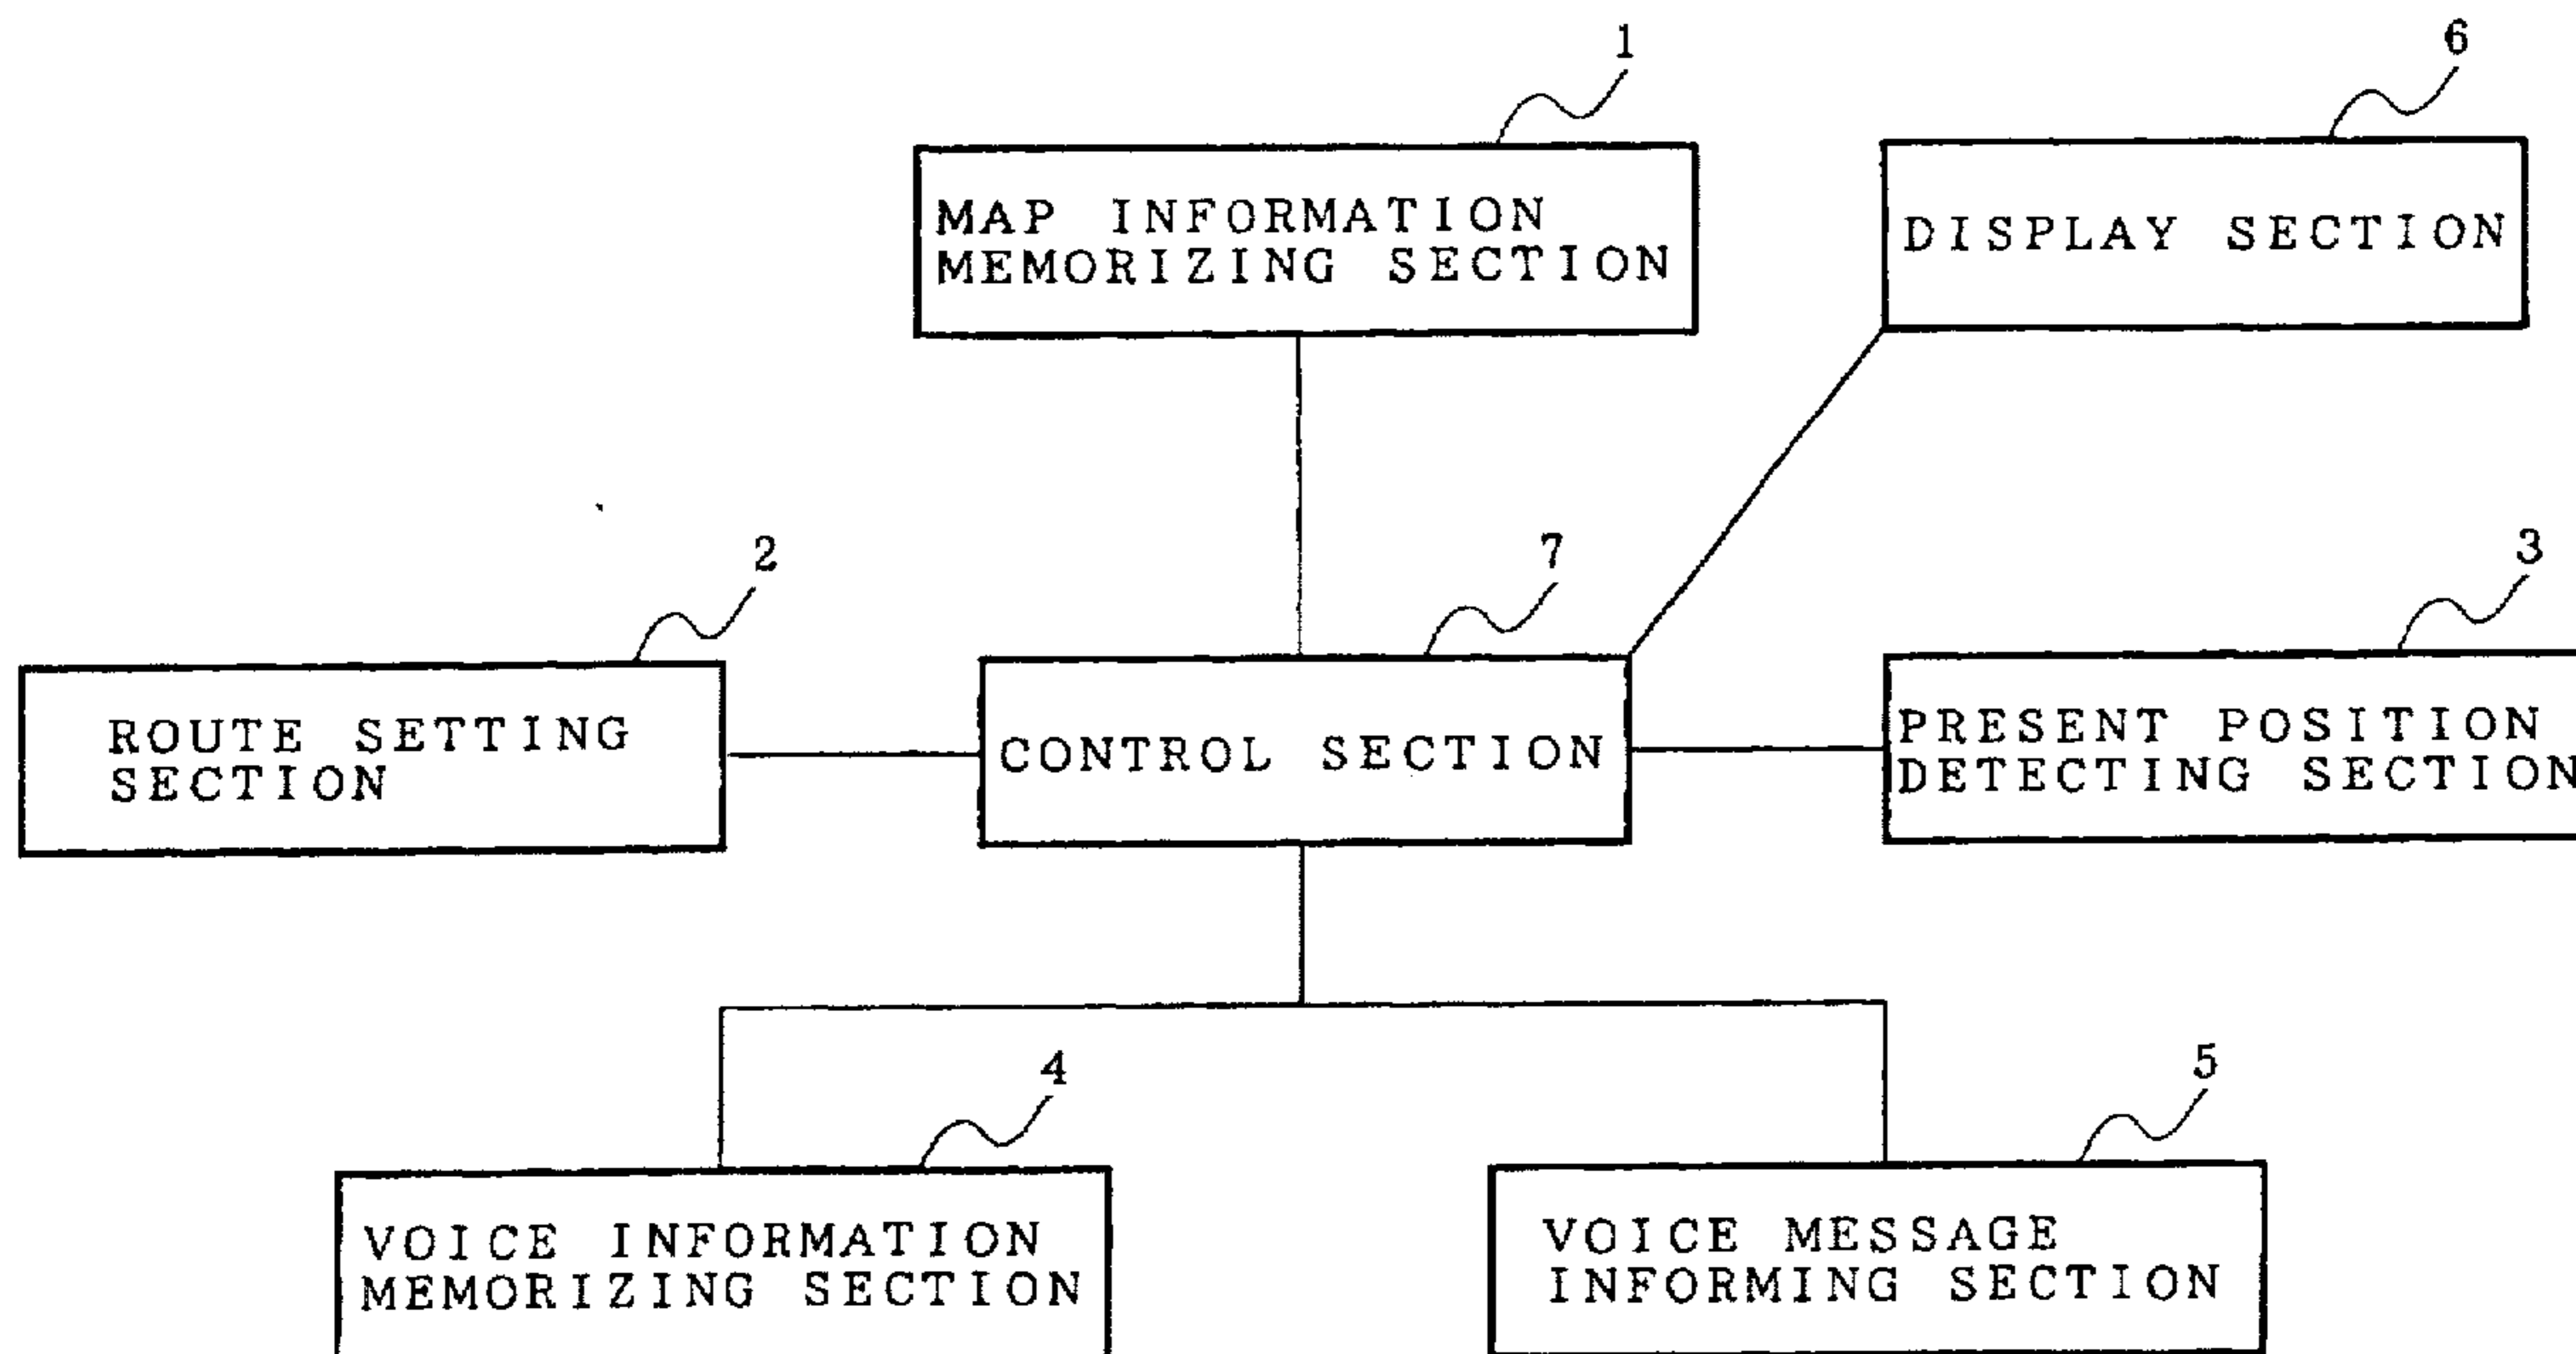 1
6
MAP INFORMATION
MEMORIZING SECTION
DISPLAY SECTION
2
7
3
ROUTE SETTING
SECTION
CONTROL SECTION
PRESENT POSITION
DETECTING SECTION
4
5
VOICE INFORMATION
MEMORIZING SECTION
VOICE MESSAGE
INFORMING SECTION